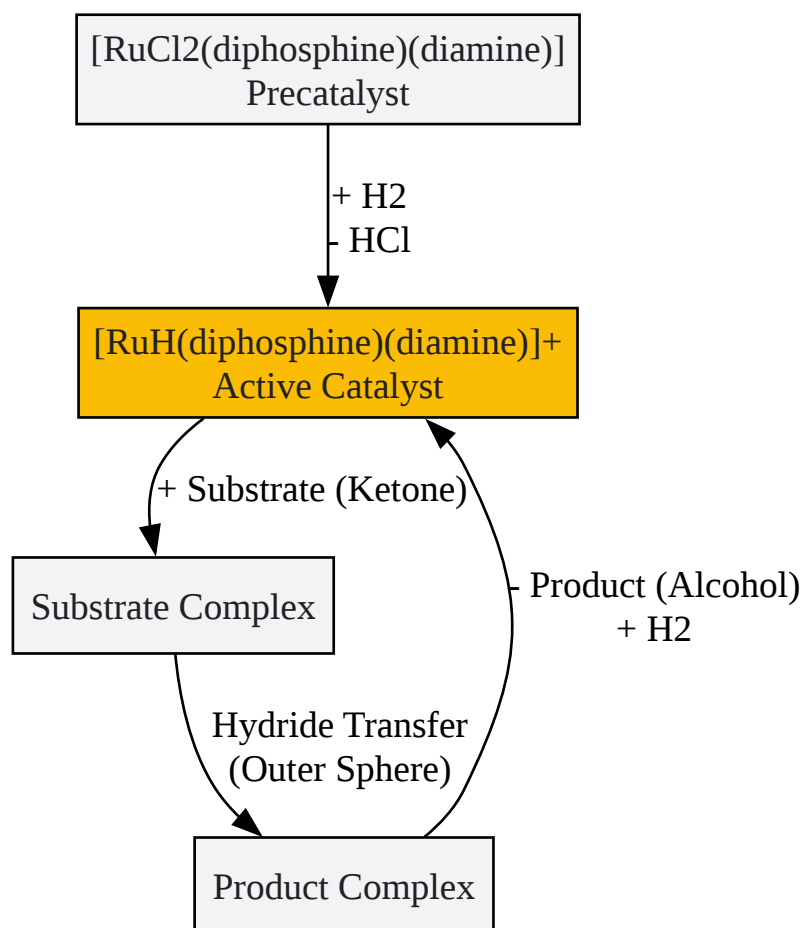 [RuCl2(diphosphine)(diamine)]
Precatalyst
+ H2
- HCl
[RuH(diphosphine)(diamine)]+
Active Catalyst
+ Substrate (Ketone)
Substrate Complex
- Product (Alcohol)
+ H2
Hydride Transfer
(Outer Sphere)
Product Complex